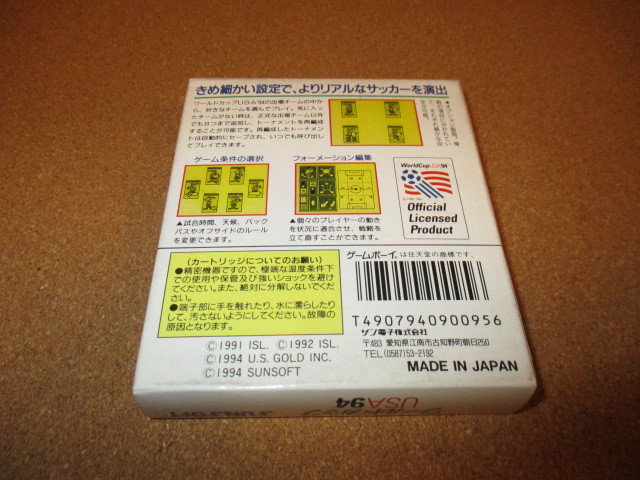 きめ細かい設定で、よりリアルなサッカーを演出
ワールドカップUSA'94の出場チームの中か
ら、好きなチームを選んでプレイ。気に入っ
たチームがない時は、正式な出場チーム以外
でも8つまで追加し、トーナメントを再編成
することが可能です。再編成したトーナメント
は自動的にセーブされ、いつでも呼び出し
てプレイできます。
ゲーム条件の選択
▲試合時間、天候、バック
パスやオフサイドのルール
を変更できます。
フォーメーション編集
▲個々のプレイヤーの動き
を状況に適合させ、戦略を
立て直すことができます。
WorldCupUSA94
Official
Licensed
Product
ゲームボーイ、は任天堂の商標です。
(カートリッジについてのお願い)
●精密機器ですので、極端な温度条件下
での使用や保管及び強いショックを避け
てください。また、絶対に分解しないでくだ
さい。
●端子部に手を触れたり、水に濡らしたり
して、汚さないようにしてください。故障の
原因となります。
T4907940900956
サン電子株式会社
〒483 愛知県江南市古知野町朝日250
TEL(0587)53-2192
MADE IN JAPAN
©1991 ISL. ©1992 ISL.
©1994 U.S. GOLD INC.
©1994 SUNSOFT
USA94
SUNSOFT